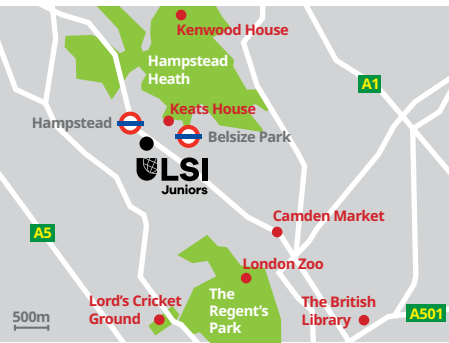 Kenwood House
Hampstead
Heath
A1
Keats House
Hampstead
Belsize Park
LSI
Juniors
Camden Market
A5
London Zoo
Lord's Cricket
Ground
The
Regent's
Park
The British
Library
A501
500m